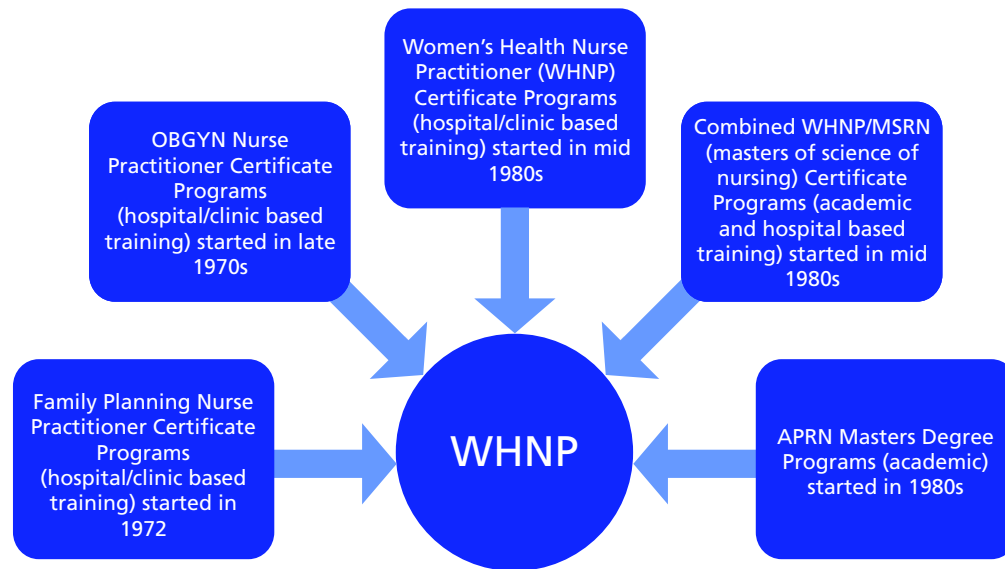 Women’s Health Nurse
Practitioner (WHNP)
Certificate Programs
(hospital/clinic based
training) started in mid
1980s
OBGYN Nurse
Practitioner Certificate
Programs
(hospital/clinic based
training) started in late
1970s
Combined WHNP/MSRN
(masters of science of
nursing) Certificate
Programs (academic
and hospital based
training) started in mid
1980s
Family Planning Nurse
Practitioner Certificate
Programs
(hospital/clinic based
training) started in
1972
WHNP
APRN Masters Degree
Programs (academic)
started in 1980s